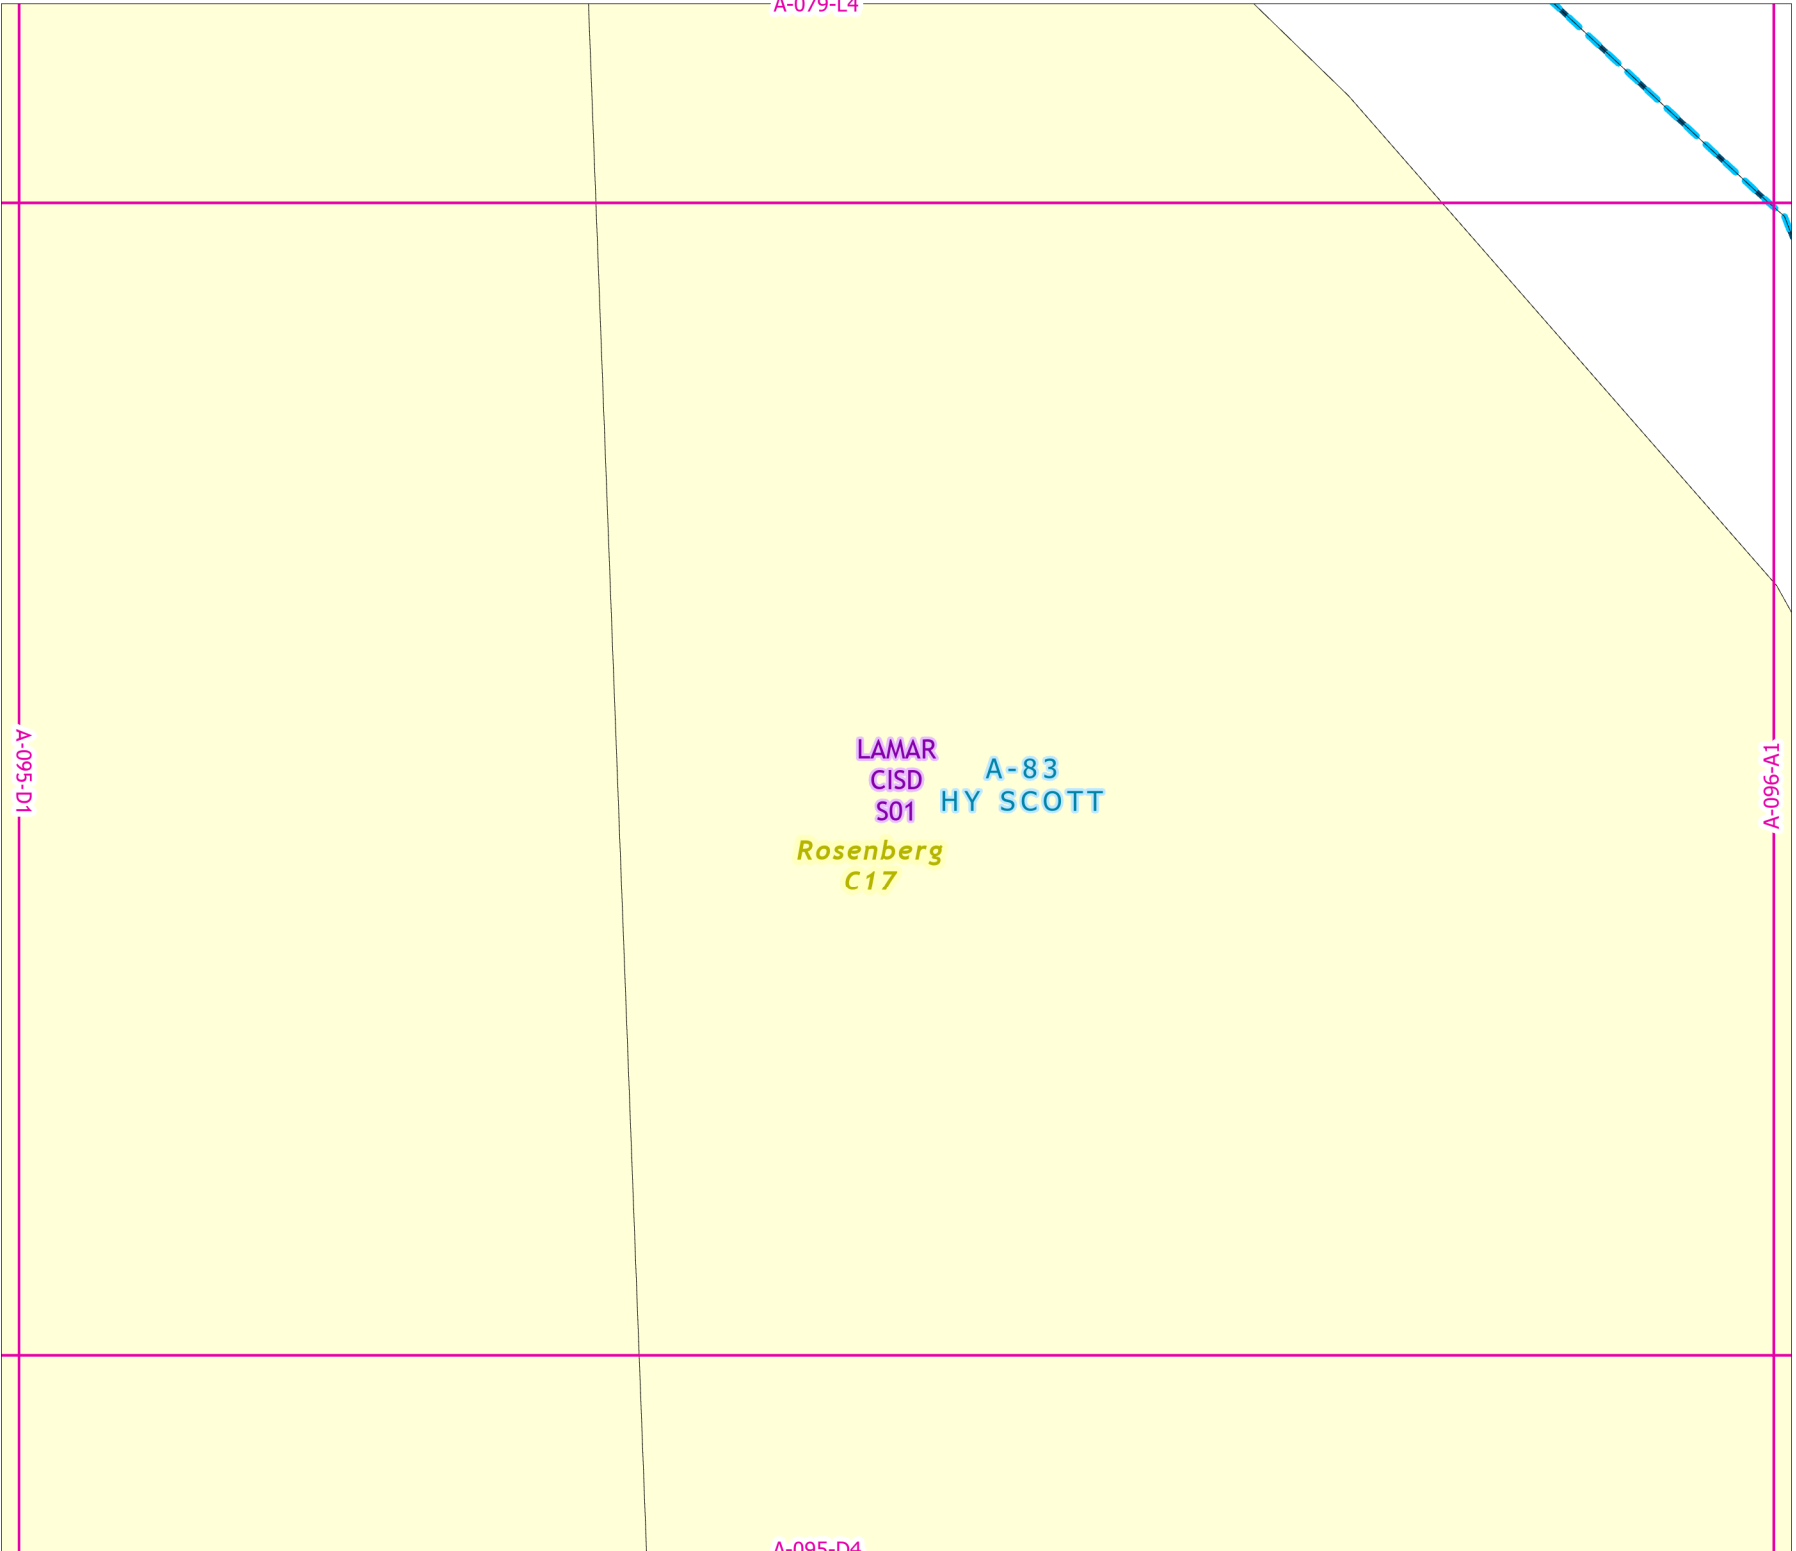 A-079-L4
A-095-D1
LAMAR
CISD
S01
A-83
HY SCOTT
Rosenberg
C17
A-096-A1
A-095-D4